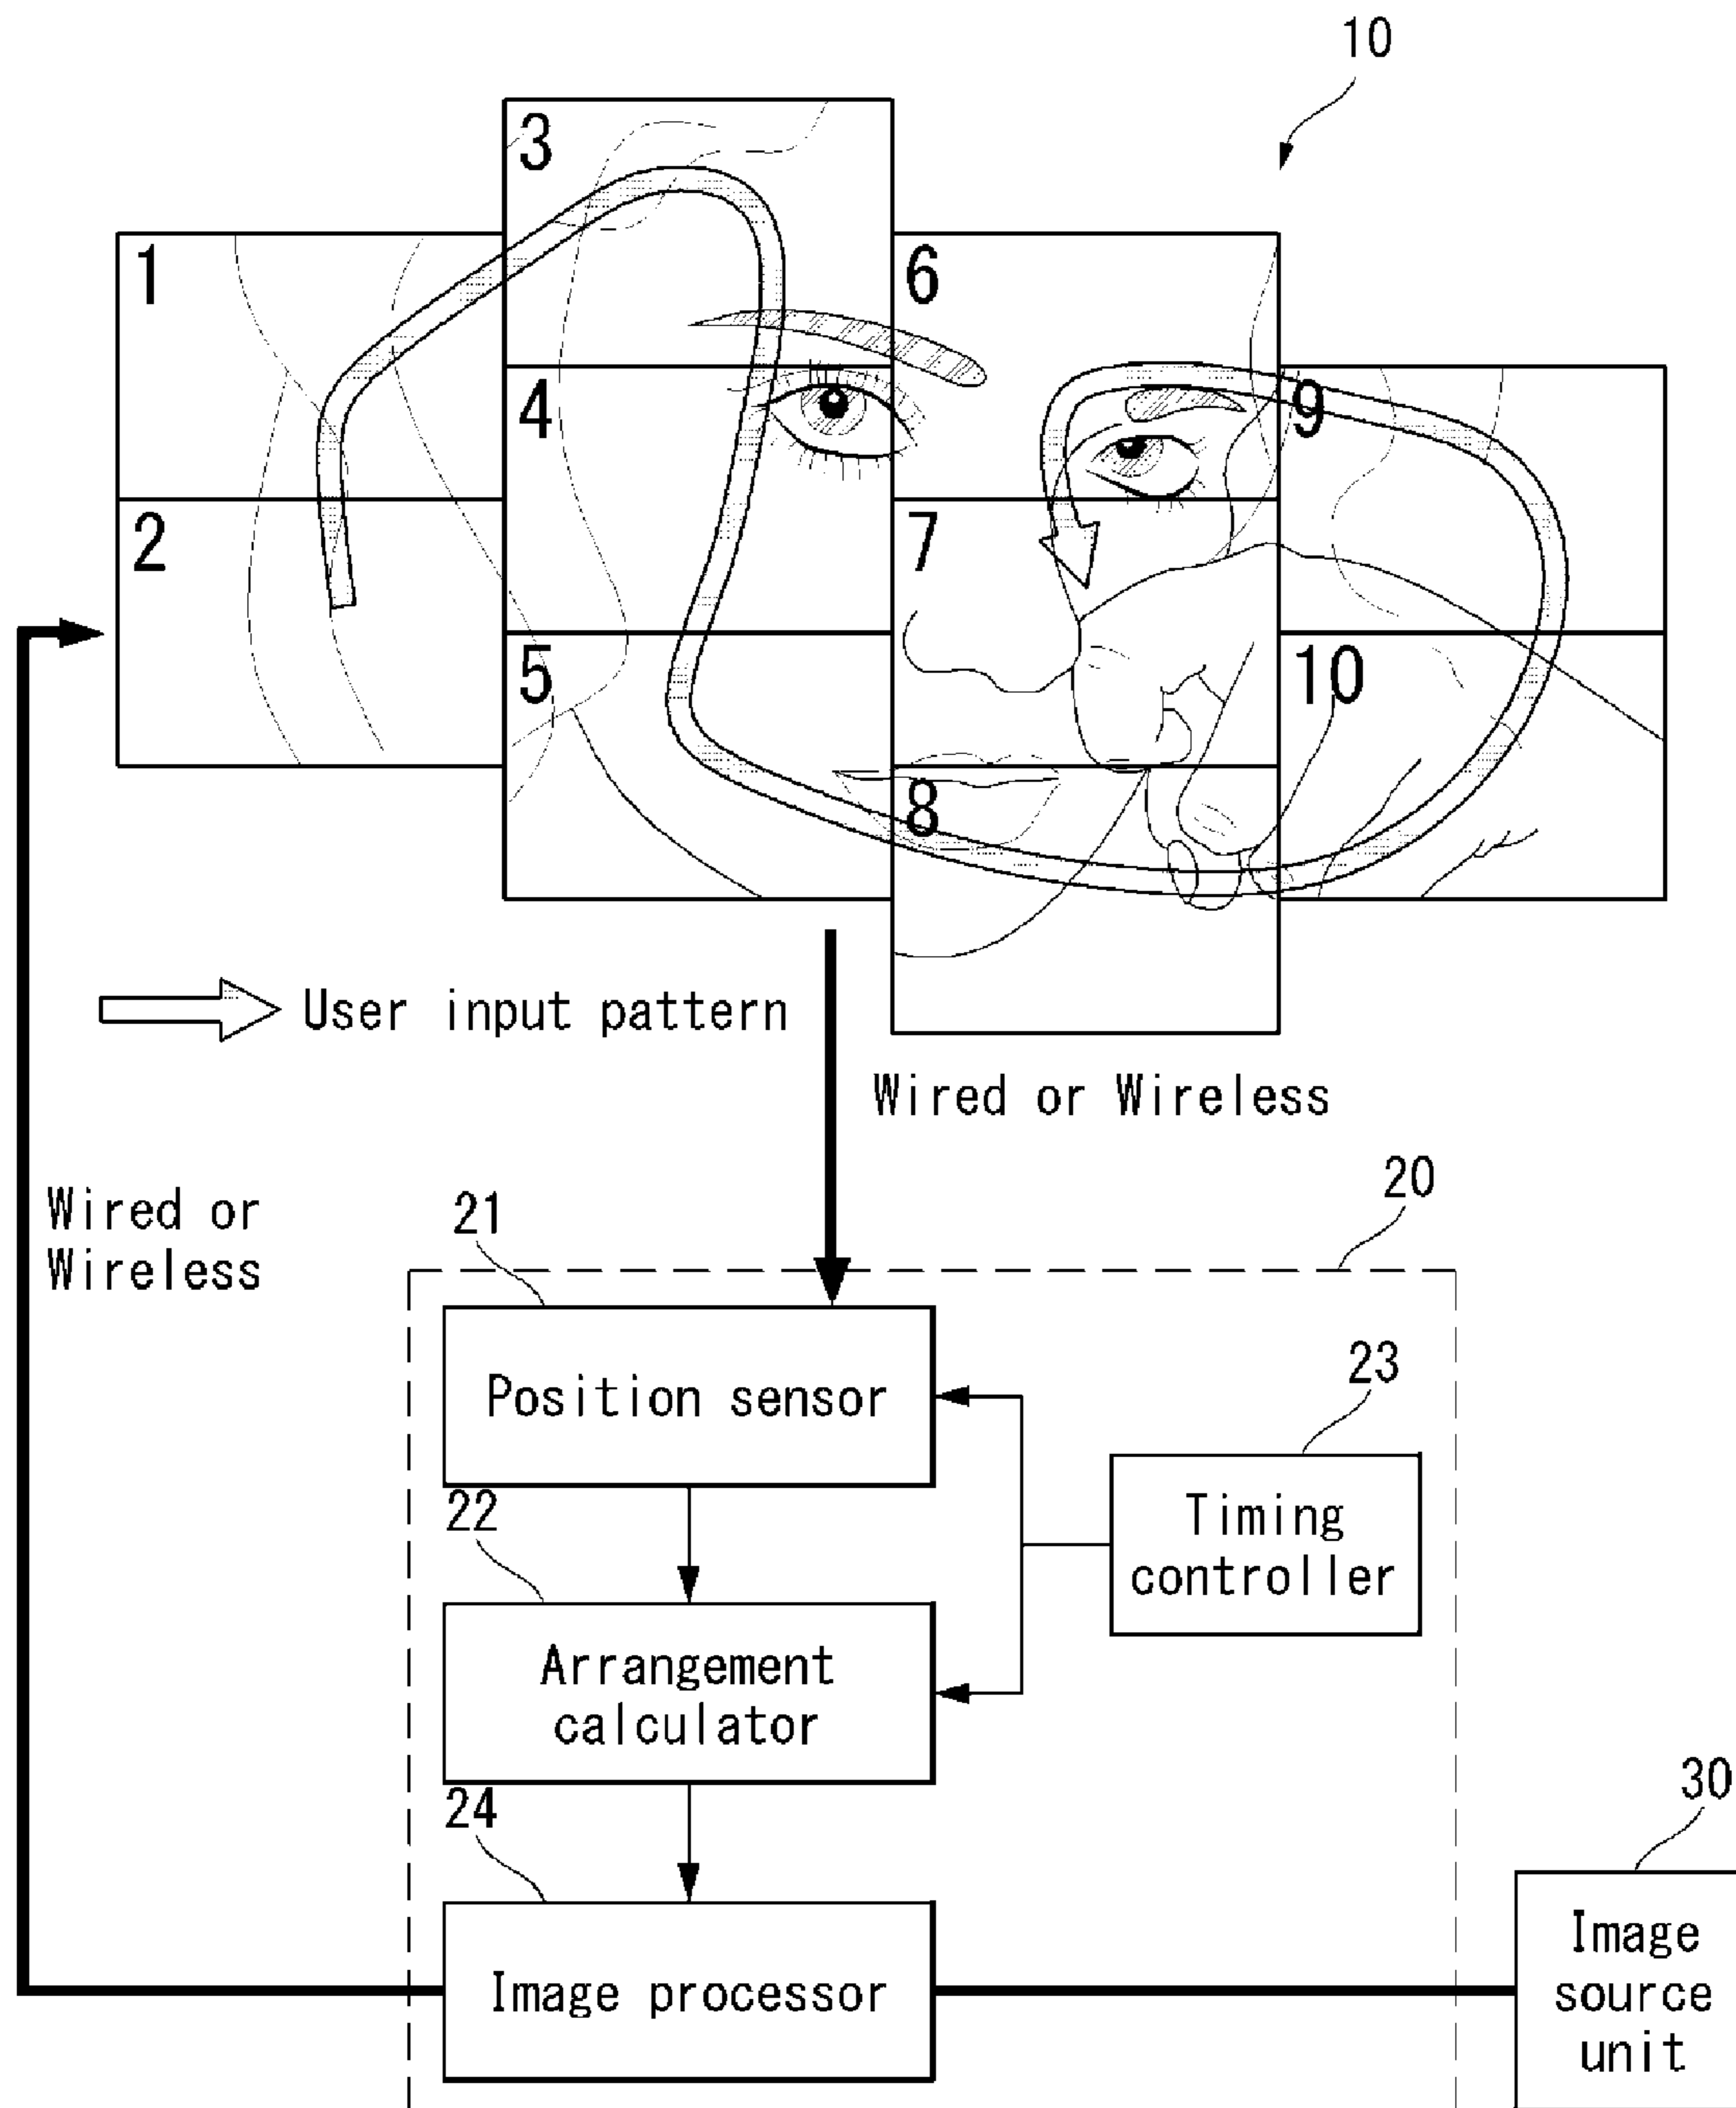 10
3
1
6
4
9
2
7
5
10
8
User input pattern
Wired or Wireless
Wired or
Wireless
20
21
Position sensor
23
Timing
controller
22
Arrangement
calculator
24
Image processor
30
Image
source
unit